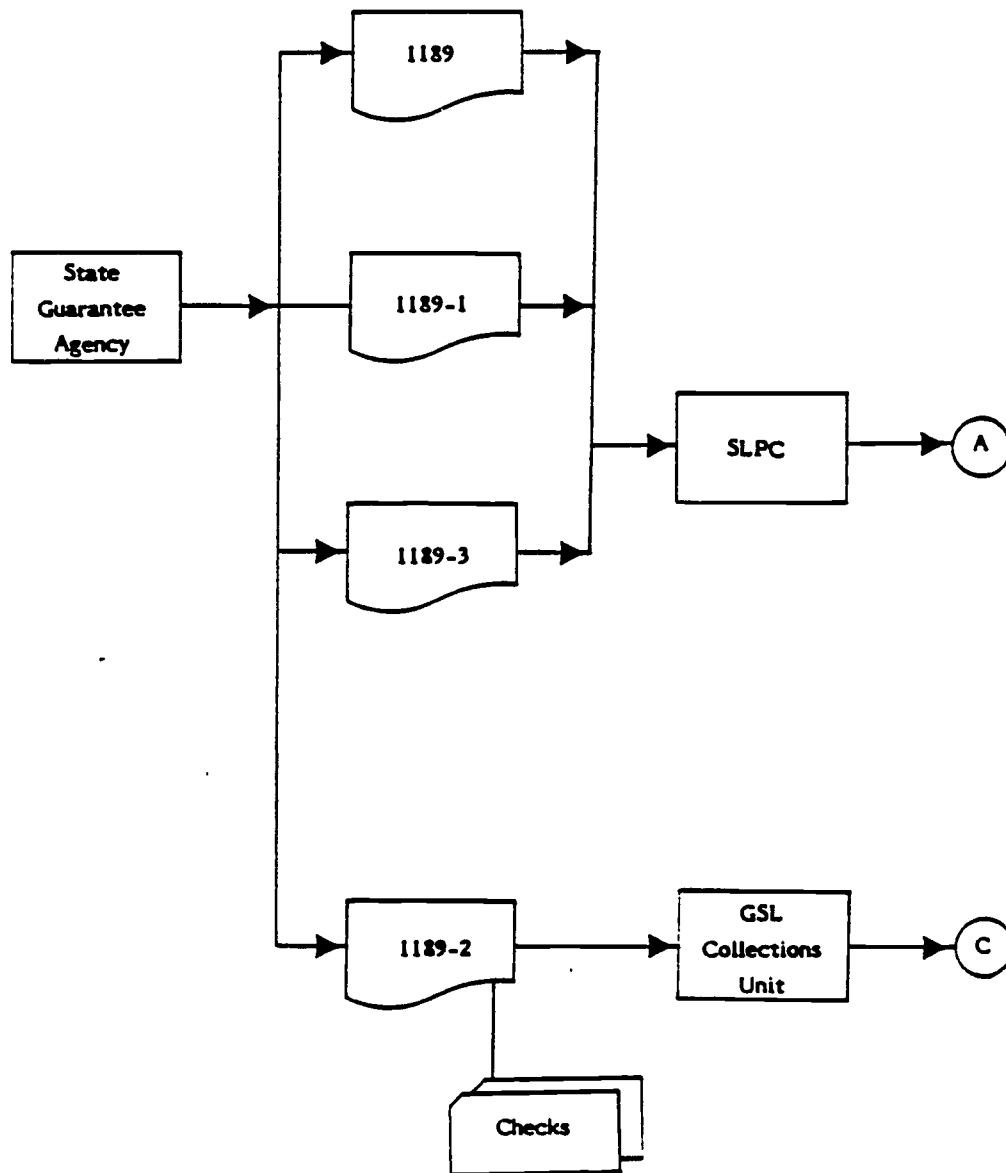 1189
State
Guarantee
Agency
1189-1
SLPC
A
1189-3
1189-2
GSL
Collections
Unit
C
Checks